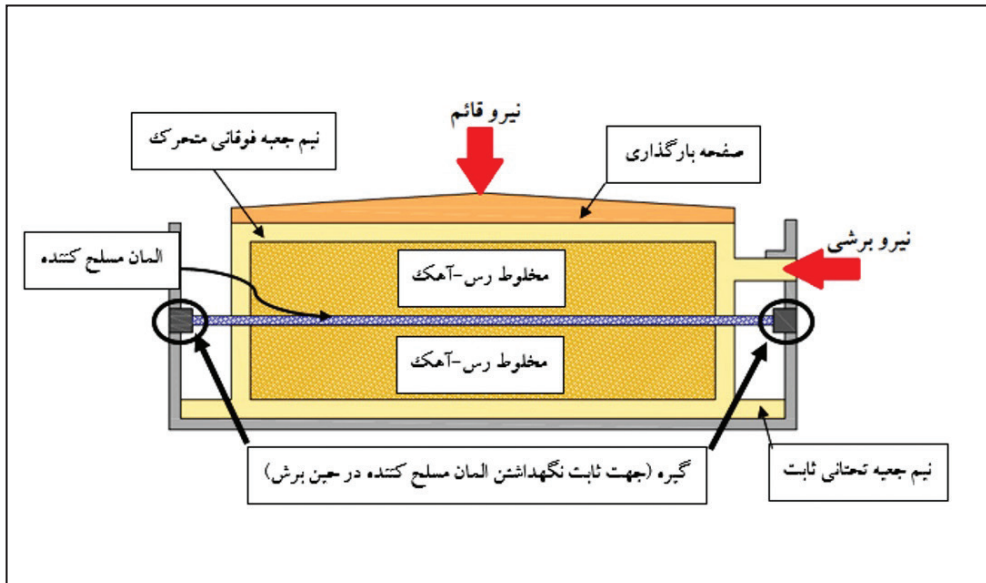 نیرو قائم
نیم جعبه فوقانی متحرک
صفحه بارگذاری
نیرو برشی
المان مسلح کننده
مخلوط رس-آهک
مخلوط رس-آهک
گیره (جهت ثابت نگهداشتن المان مسلح کننده در حین برش)
نیم جعبه تحتانی ثابت